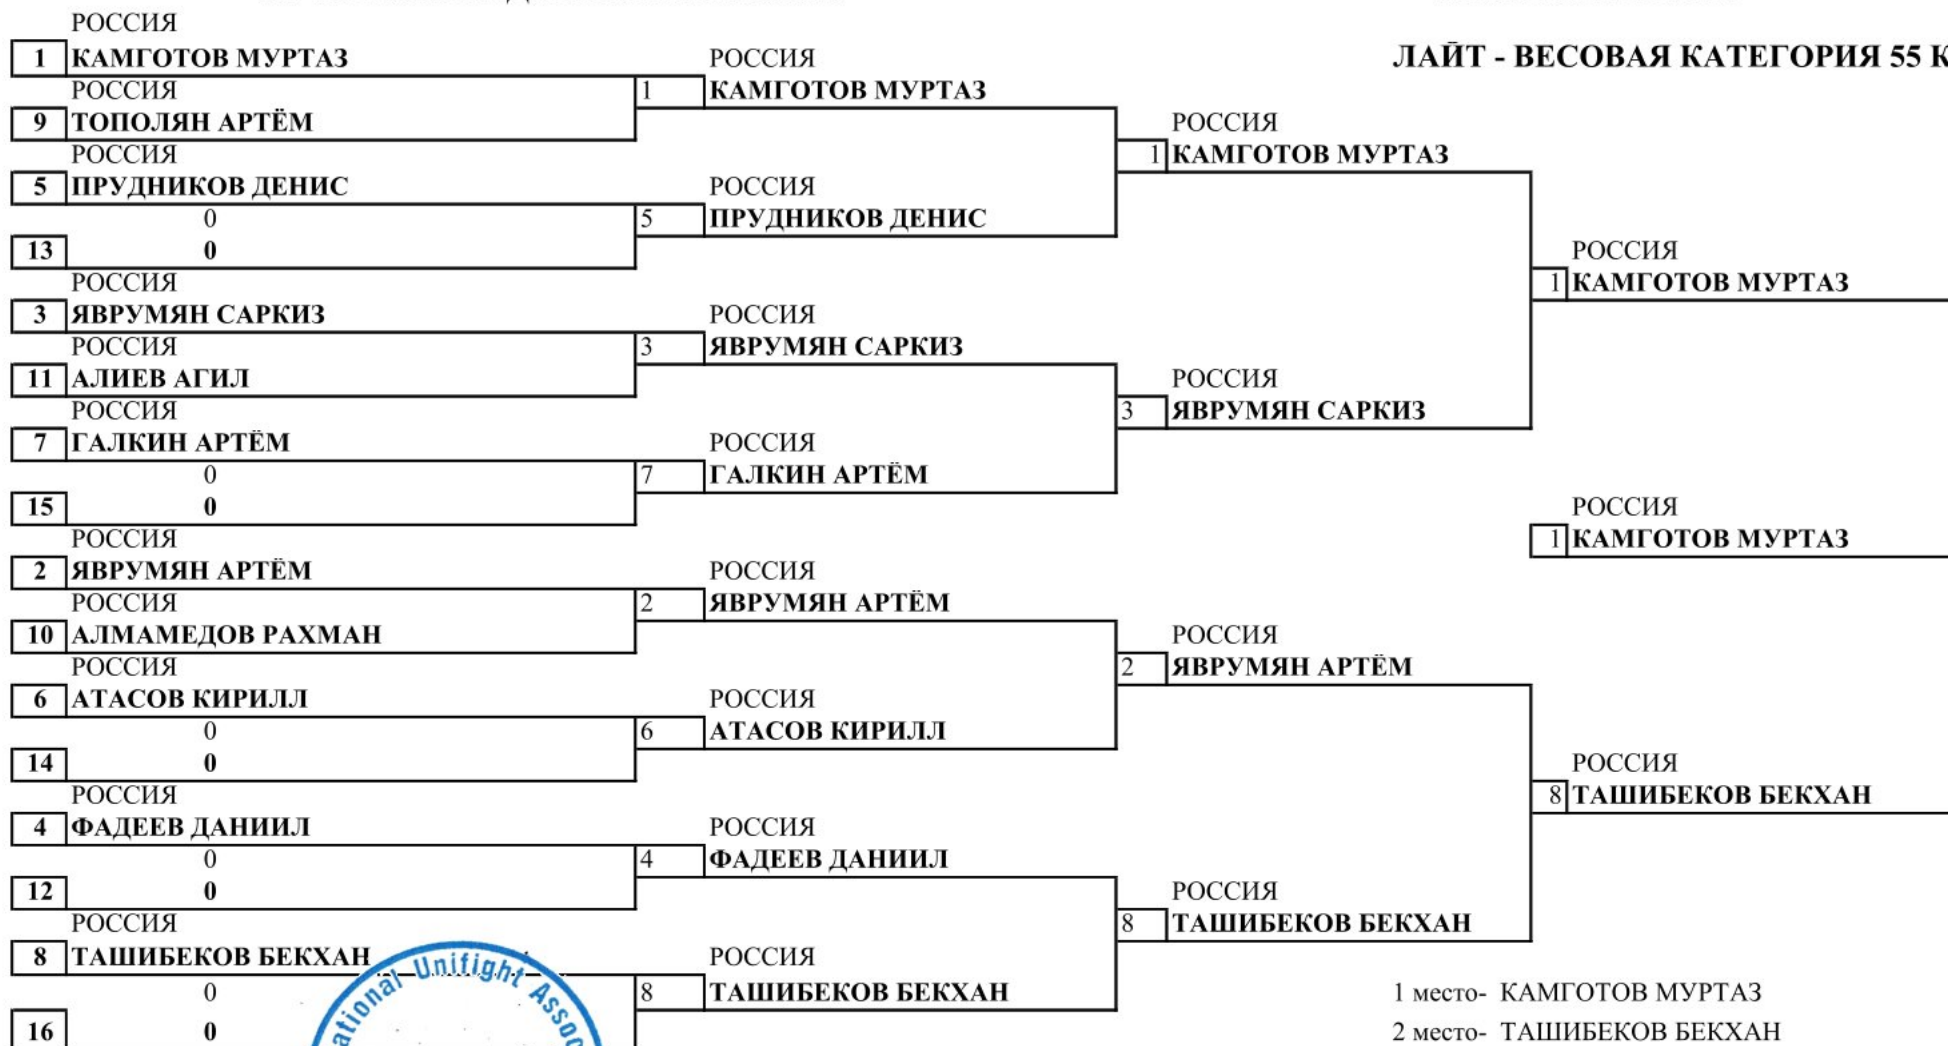 РОССИЯ
1 КАМГОТОВ МУРТАЗ
РОССИЯ
9 ТОПОЛЯН АРТЁМ
РОССИЯ
5 ПРУДНИКОВ ДЕНИС
0
13 0
РОССИЯ
3 ЯВРУМЯН САРКИЗ
РОССИЯ
11 АЛИЕВ АГИЛ
РОССИЯ
7 ГАЛКИН АРТЁМ
0
15 0
РОССИЯ
2 ЯВРУМЯН АРТЁМ
РОССИЯ
10 АЛМАМЕДОВ РАХМАН
РОССИЯ
6 АТАСОВ КИРИЛЛ
0
14 0
РОССИЯ
4 ФАДЕЕВ ДАНИИЛ
0
12 0
РОССИЯ
8 ТАШИБЕКОВ БЕКХАН
0
16 0
РОССИЯ
1 КАМГОТОВ МУРТАЗ
РОССИЯ
5 ПРУДНИКОВ ДЕНИС
РОССИЯ
3 ЯВРУМЯН САРКИЗ
РОССИЯ
7 ГАЛКИН АРТЁМ
РОССИЯ
2 ЯВРУМЯН АРТЁМ
РОССИЯ
6 АТАСОВ КИРИЛЛ
РОССИЯ
4 ФАДЕЕВ ДАНИИЛ
РОССИЯ
8 ТАШИБЕКОВ БЕКХАН
ЛАЙТ - ВЕСОВАЯ КАТЕГОРИЯ 55 К
РОССИЯ
1 КАМГОТОВ МУРТАЗ
РОССИЯ
3 ЯВРУМЯН САРКИЗ
РОССИЯ
2 ЯВРУМЯН АРТЁМ
РОССИЯ
8 ТАШИБЕКОВ БЕКХАН
РОССИЯ
1 КАМГОТОВ МУРТАЗ
РОССИЯ
1 КАМГОТОВ МУРТАЗ
РОССИЯ
8 ТАШИБЕКОВ БЕКХАН
1 место- КАМГОТОВ МУРТАЗ
2 место- ТАШИБЕКОВ БЕКХАН
ational Unifight Assoc